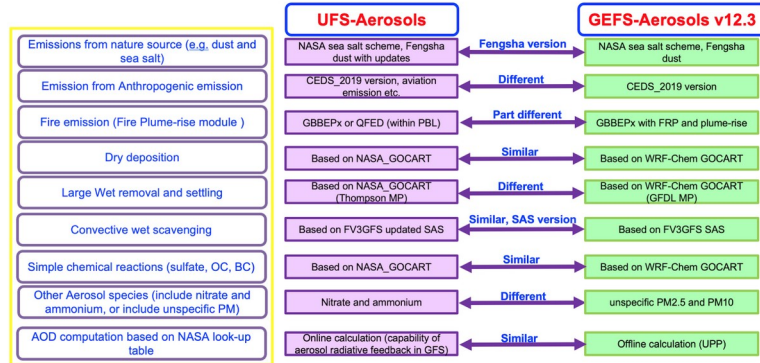 UFS-Aerosols
GEFS-Aerosols v12.3
Emissions from nature source (e.g. dust and
sea salt)
NASA sea salt scheme, Fengsha
dust with updates
Fengsha version
NASA sea salt scheme, Fengsha
dust
Emission from Anthropogenic emission
CEDS_2019 version, aviation
emission etc.
Different
CEDS_2019 version
Fire emission (Fire Plume-rise module )
GBBEPx or QFED (within PBL)
Part different
GBBEPx with FRP and plume-rise
Dry deposition
Based on NASA_GOCART
Similar
Based on WRF-Chem GOCART
Large Wet removal and settling
Based on NASA_GOCART
(Thompson MP)
Different
Based on WRF-Chem GOCART
(GFDL MP)
Convective wet scavenging
Based on FV3GFS updated SAS
Similar, SAS version
Based on FV3GFS SAS
Simple chemical reactions (sulfate, OC, BC)
Based on NASA_GOCART
Similar
Based on WRF-Chem GOCART
Other Aerosol species (include nitrate and
ammonium, or include unspecific PM)
Nitrate and ammonium
Different
unspecific PM2.5 and PM10
AOD computation based on NASA look-up
table
Online calculation (capability of
aerosol radiative feedback in GFS)
Similar
Offline calculation (UPP)